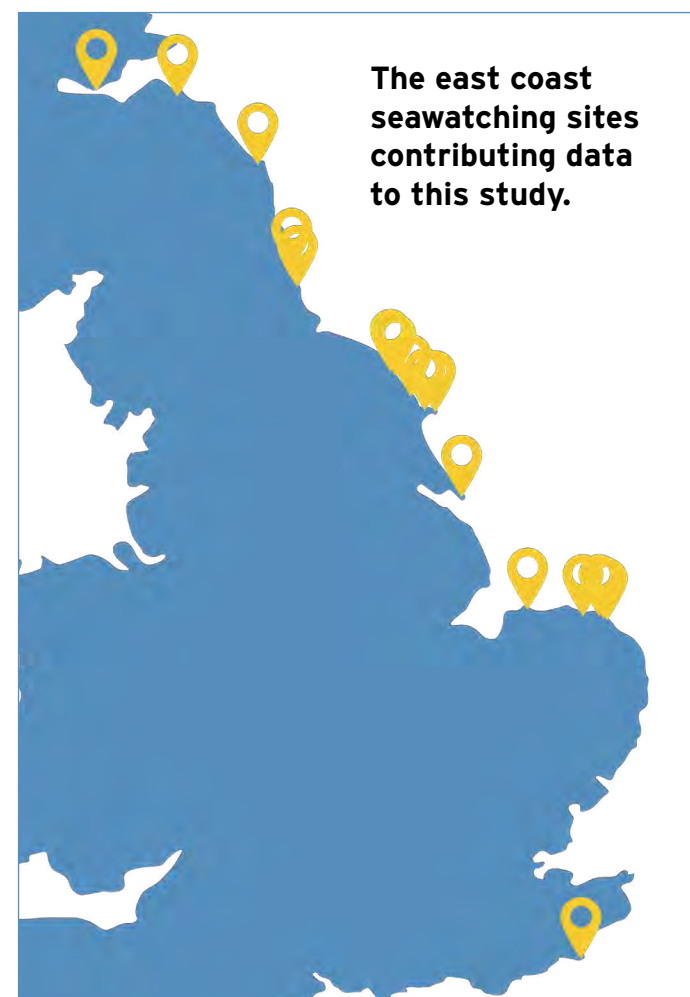 The east coast
seawatching sites
contributing data
to this study.